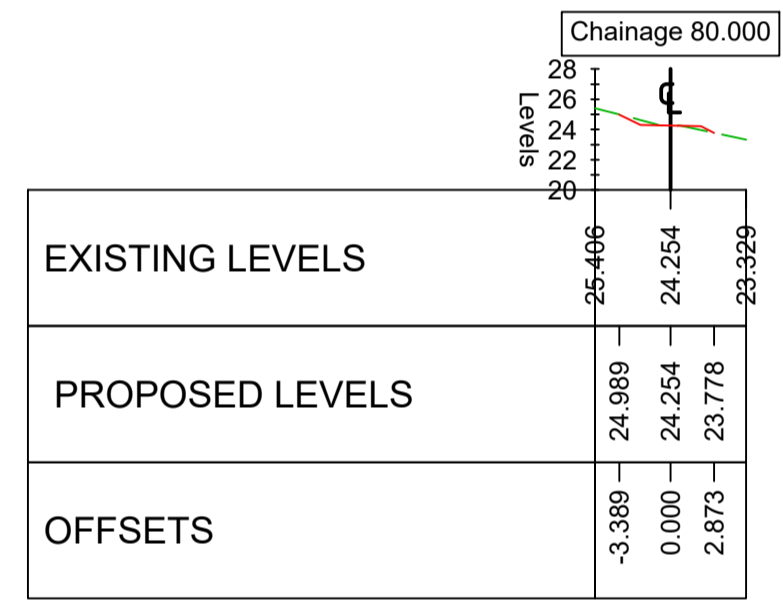 Chainage 80.000
28
26
24
22
20
Levels
℄
EXISTING LEVELS
25.406 24.254 23.329
PROPOSED LEVELS
24.989 24.254 23.778
OFFSETS
-3.389 0.000 2.873